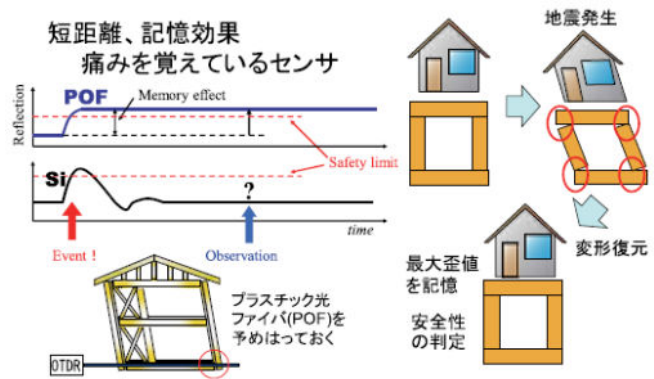 短距離、記憶効果
痛みを覚えているセンサ
POF
Memory effect
Reflection
Safety limit
Si
?
time
Event !
Observation
プラスチック光
ファイバ(POF)を
予めはっておく
OTDR
地震発生
変形復元
最大歪値
を記憶
安全性
の判定